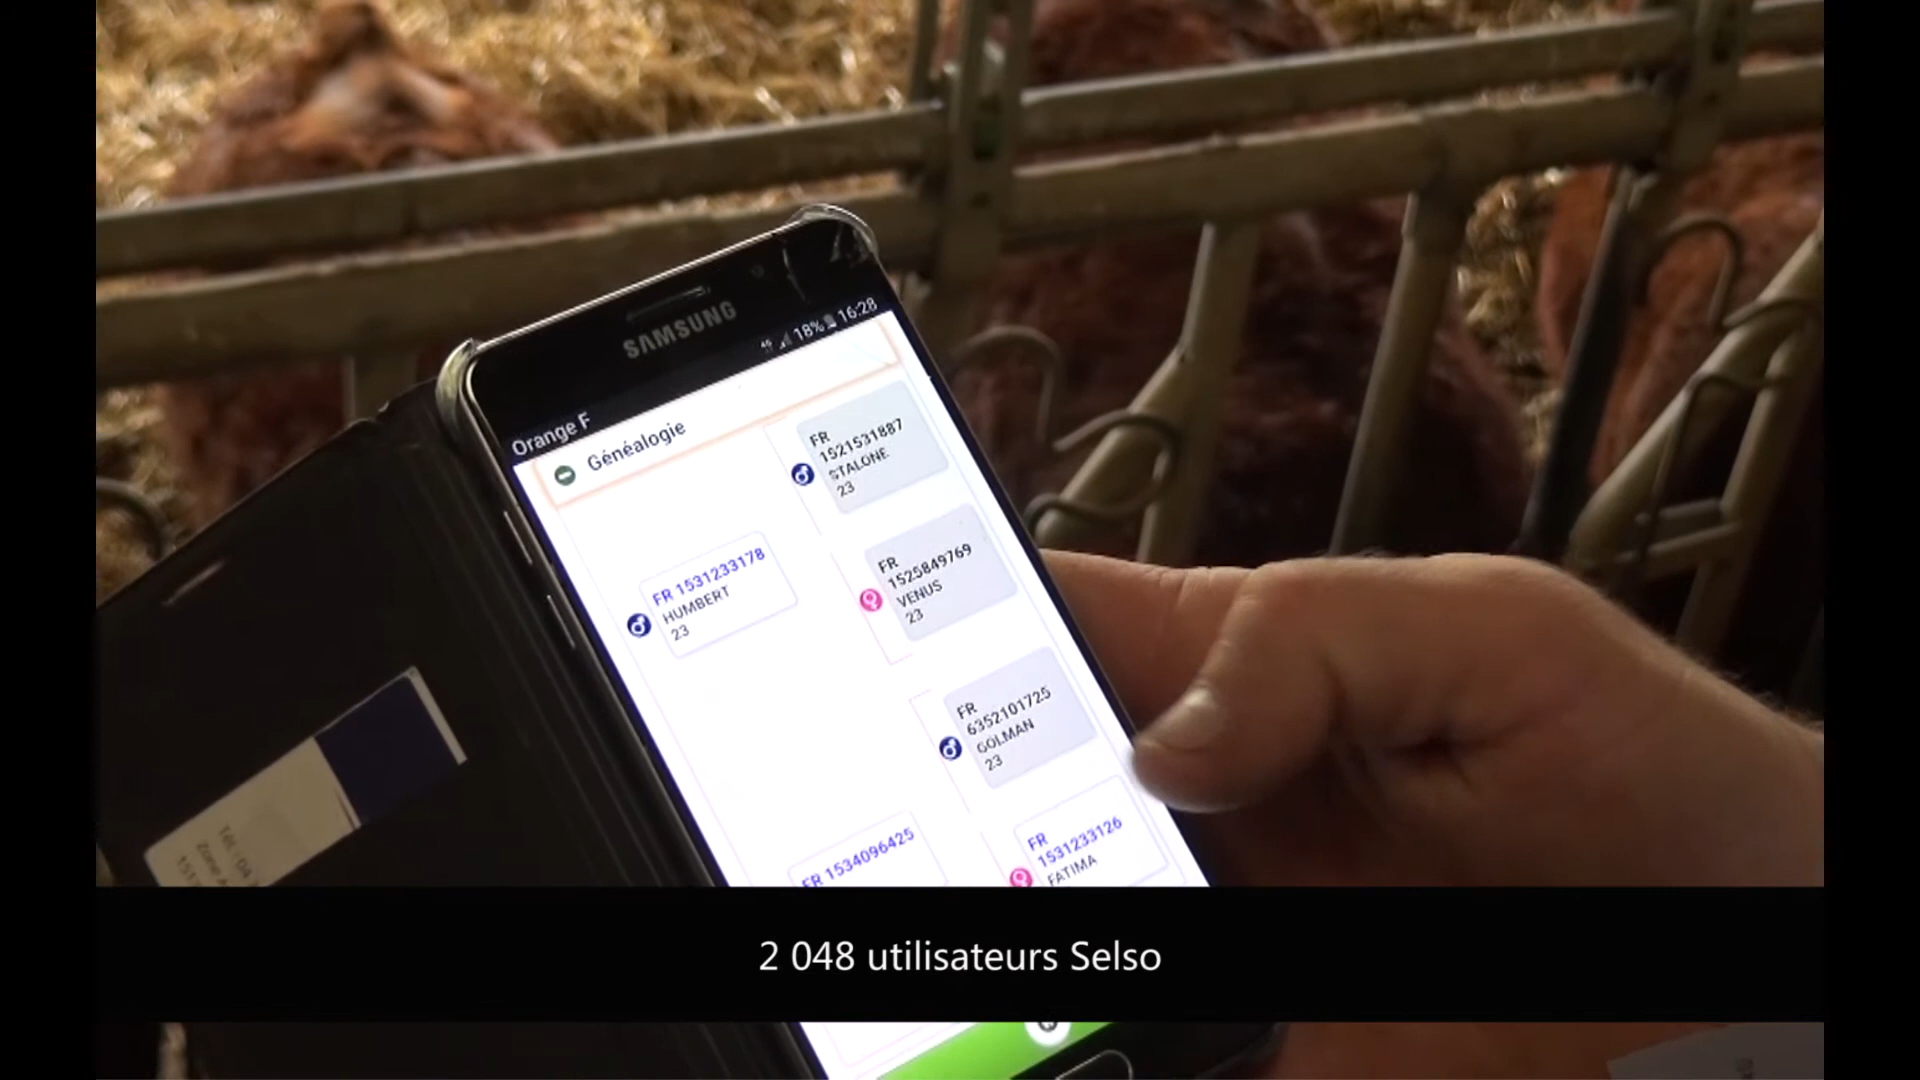 SAMSUNG
18% 16:28
Orange F
Généalogie
FR
1521531887
STALONE
23
FR
1525849769
VENUS
23
FR 1531233178
HUMBERT
23
FR
6352101725
GOLMAN
23
FR
1531233126
FATIMA
FR 1534096425
2 048 utilisateurs Selso